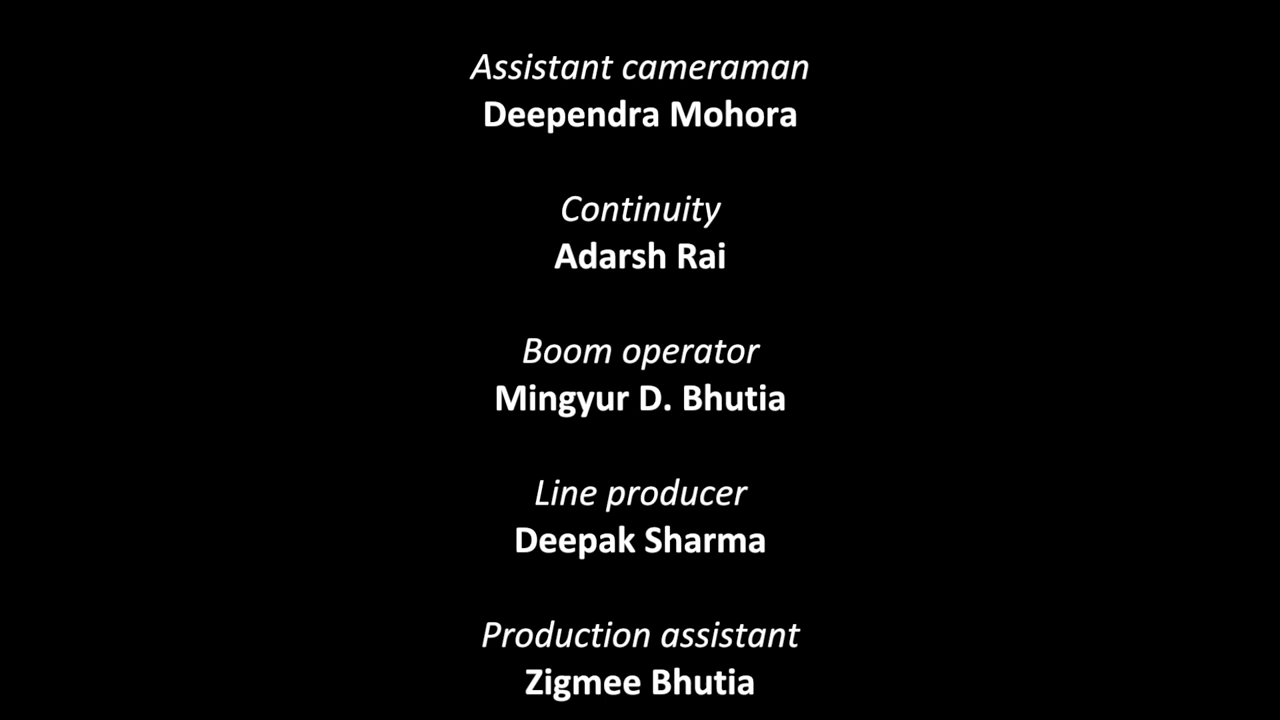 Assistant cameraman
Deependra Mohora
Continuity
Adarsh Rai
Boom operator
Mingyur D. Bhutia
Line producer
Deepak Sharma
Production assistant
Zigmee Bhutia